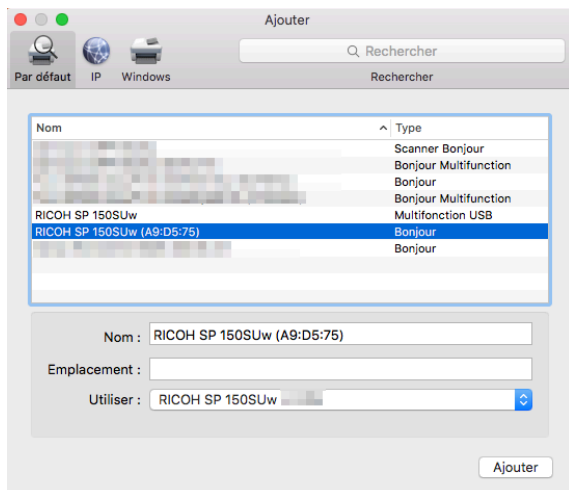 Ajouter
Par défaut IP Windows
Rechercher
Rechercher
Nom Type
Scanner Bonjour
Bonjour Multifunction
Bonjour
Bonjour Multifunction
RICOH SP 150SUw Multifonction USB
RICOH SP 150SUw (A9:D5:75) Bonjour
Bonjour
Nom : RICOH SP 150SUw (A9:D5:75)
Emplacement :
Utiliser : RICOH SP 150SUw
Ajouter